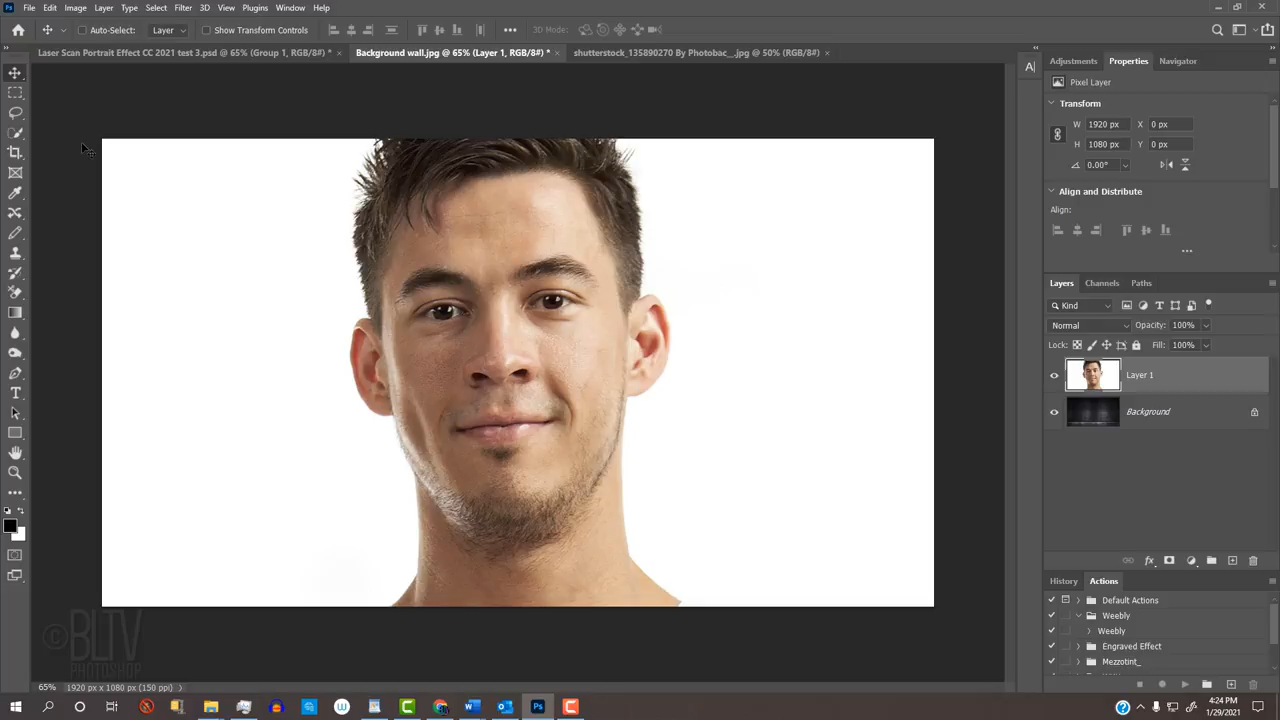 Ps File Edit Image Layer Type Select Filter 3D View Plugins Window Help
Auto-Select: Layer Show Transform Controls 3D Mode:
Laser Scan Portrait Effect CC 2021 test 3.psd @ 65% (Group 1, RGB/8#) * × Background wall.jpg @ 65% (Layer 1, RGB/8#) * × shutterstock_135890270 By Photobac_.jpg @ 50% (RGB/8#) ×
Adjustments Properties Navigator
Pixel Layer
Transform
W 1920 px X 0 px
H 1080 px Y 0 px
0.00°
Align and Distribute
Align:
Layers Channels Paths
Kind
Normal Opacity: 100%
Lock: Fill: 100%
Layer 1
Background
History Actions
Default Actions
Weebly
Weebly
Engraved Effect
Mezzotint_
©BLTV
PHOTOSHOP
65% 1920 px x 1080 px (150 ppi)
4:24 PM
1/29/2021